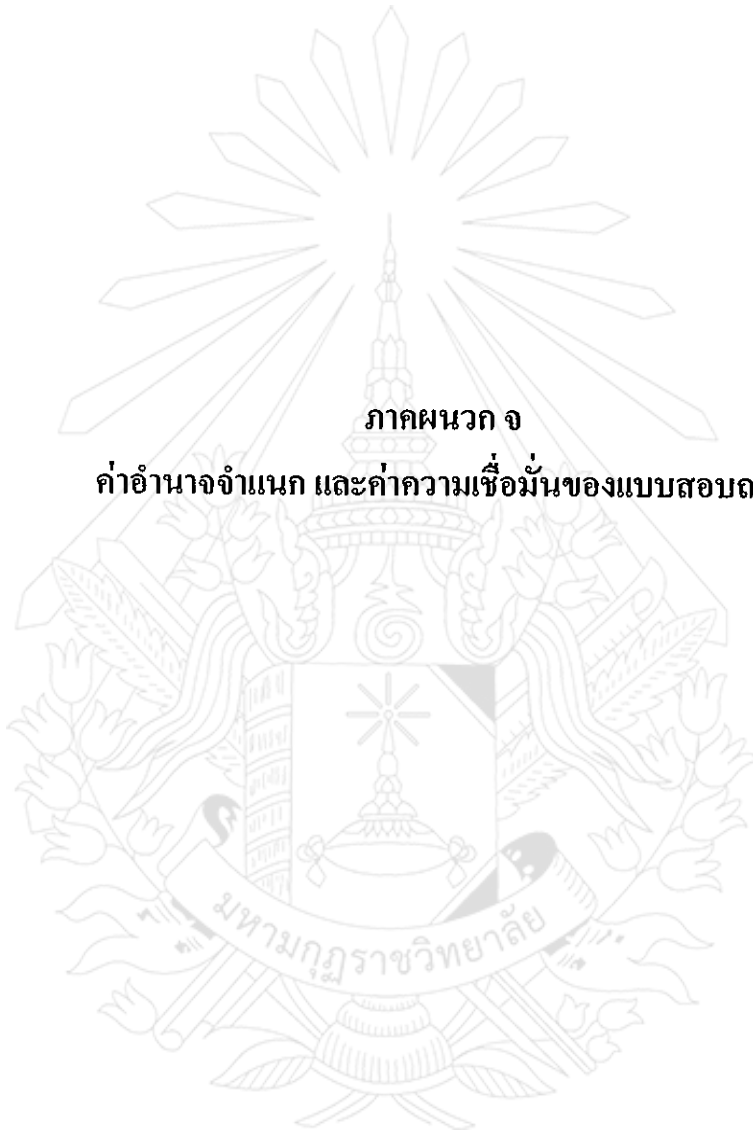 ภาคผนวก จ
ค่าอำนาจจำแนก และค่าความเชื่อมั่นของแบบสอบถ
มหามกุฏราชวิทยาลัย